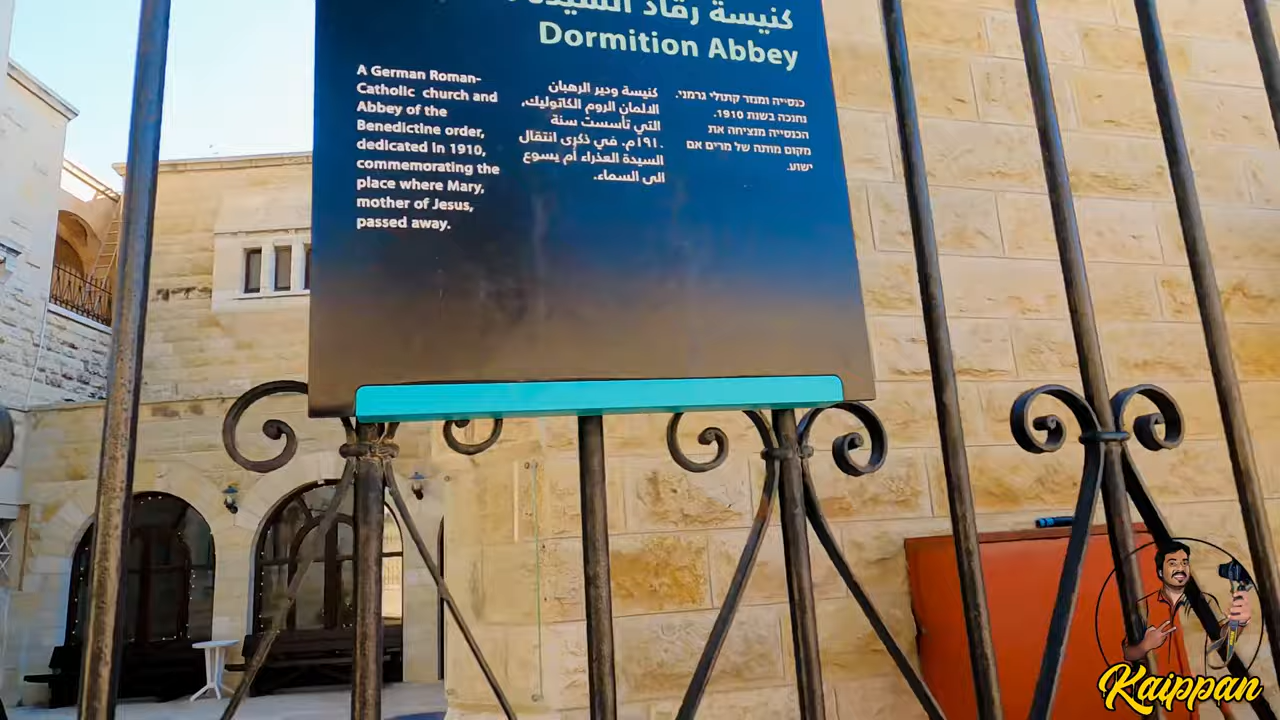 كنيسة رقاد السيدة
Dormition Abbey
A German Roman-
Catholic church and
Abbey of the
Benedictine order,
dedicated in 1910,
commemorating the
place where Mary,
mother of Jesus,
passed away.
كنيسة ودير الرهبان
الالمان الروم الكاتوليك،
التي تأسست سنة
١٩١٠م. في ذكرى انتقال
السيدة العذراء أم يسوع
الى السماء.
כנסייה ומנזר קתולי גרמני.
נחנכה בשנת 1910.
הכנסייה מנציחה את
מקום מותה של מרים אם
ישוע.
Kaippan